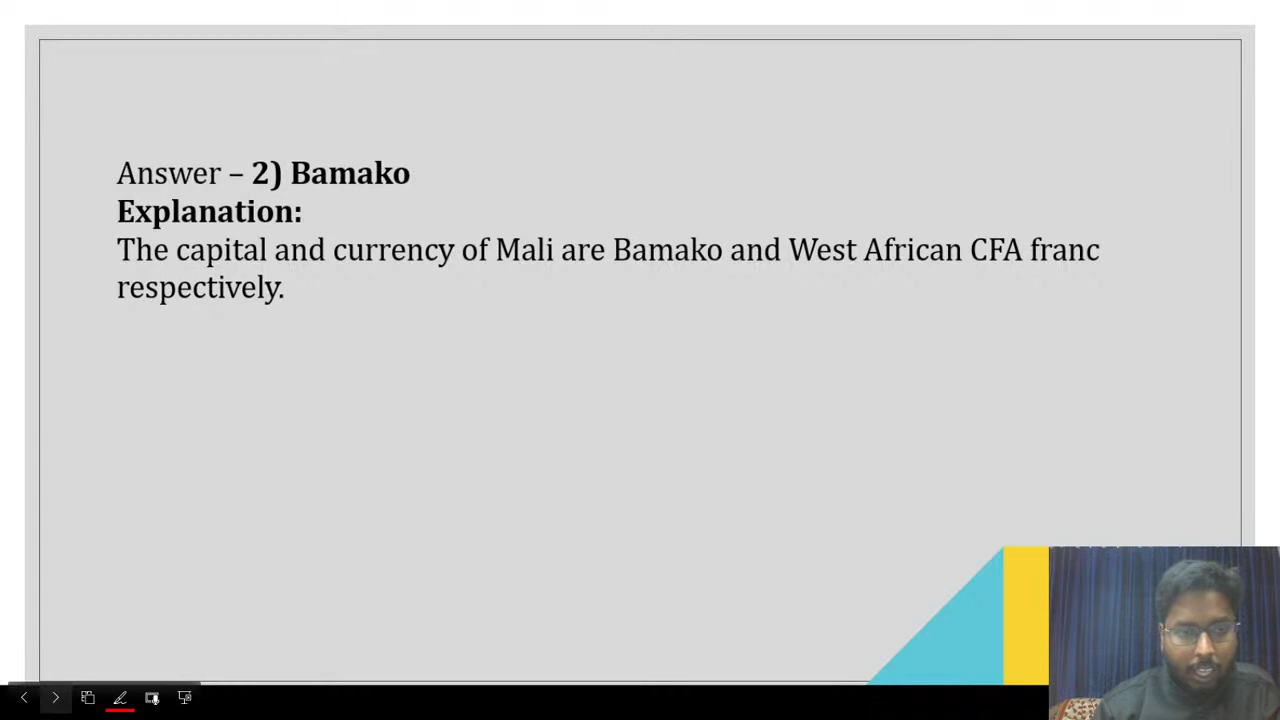 Answer – 2) Bamako
Explanation:
The capital and currency of Mali are Bamako and West African CFA franc
respectively.